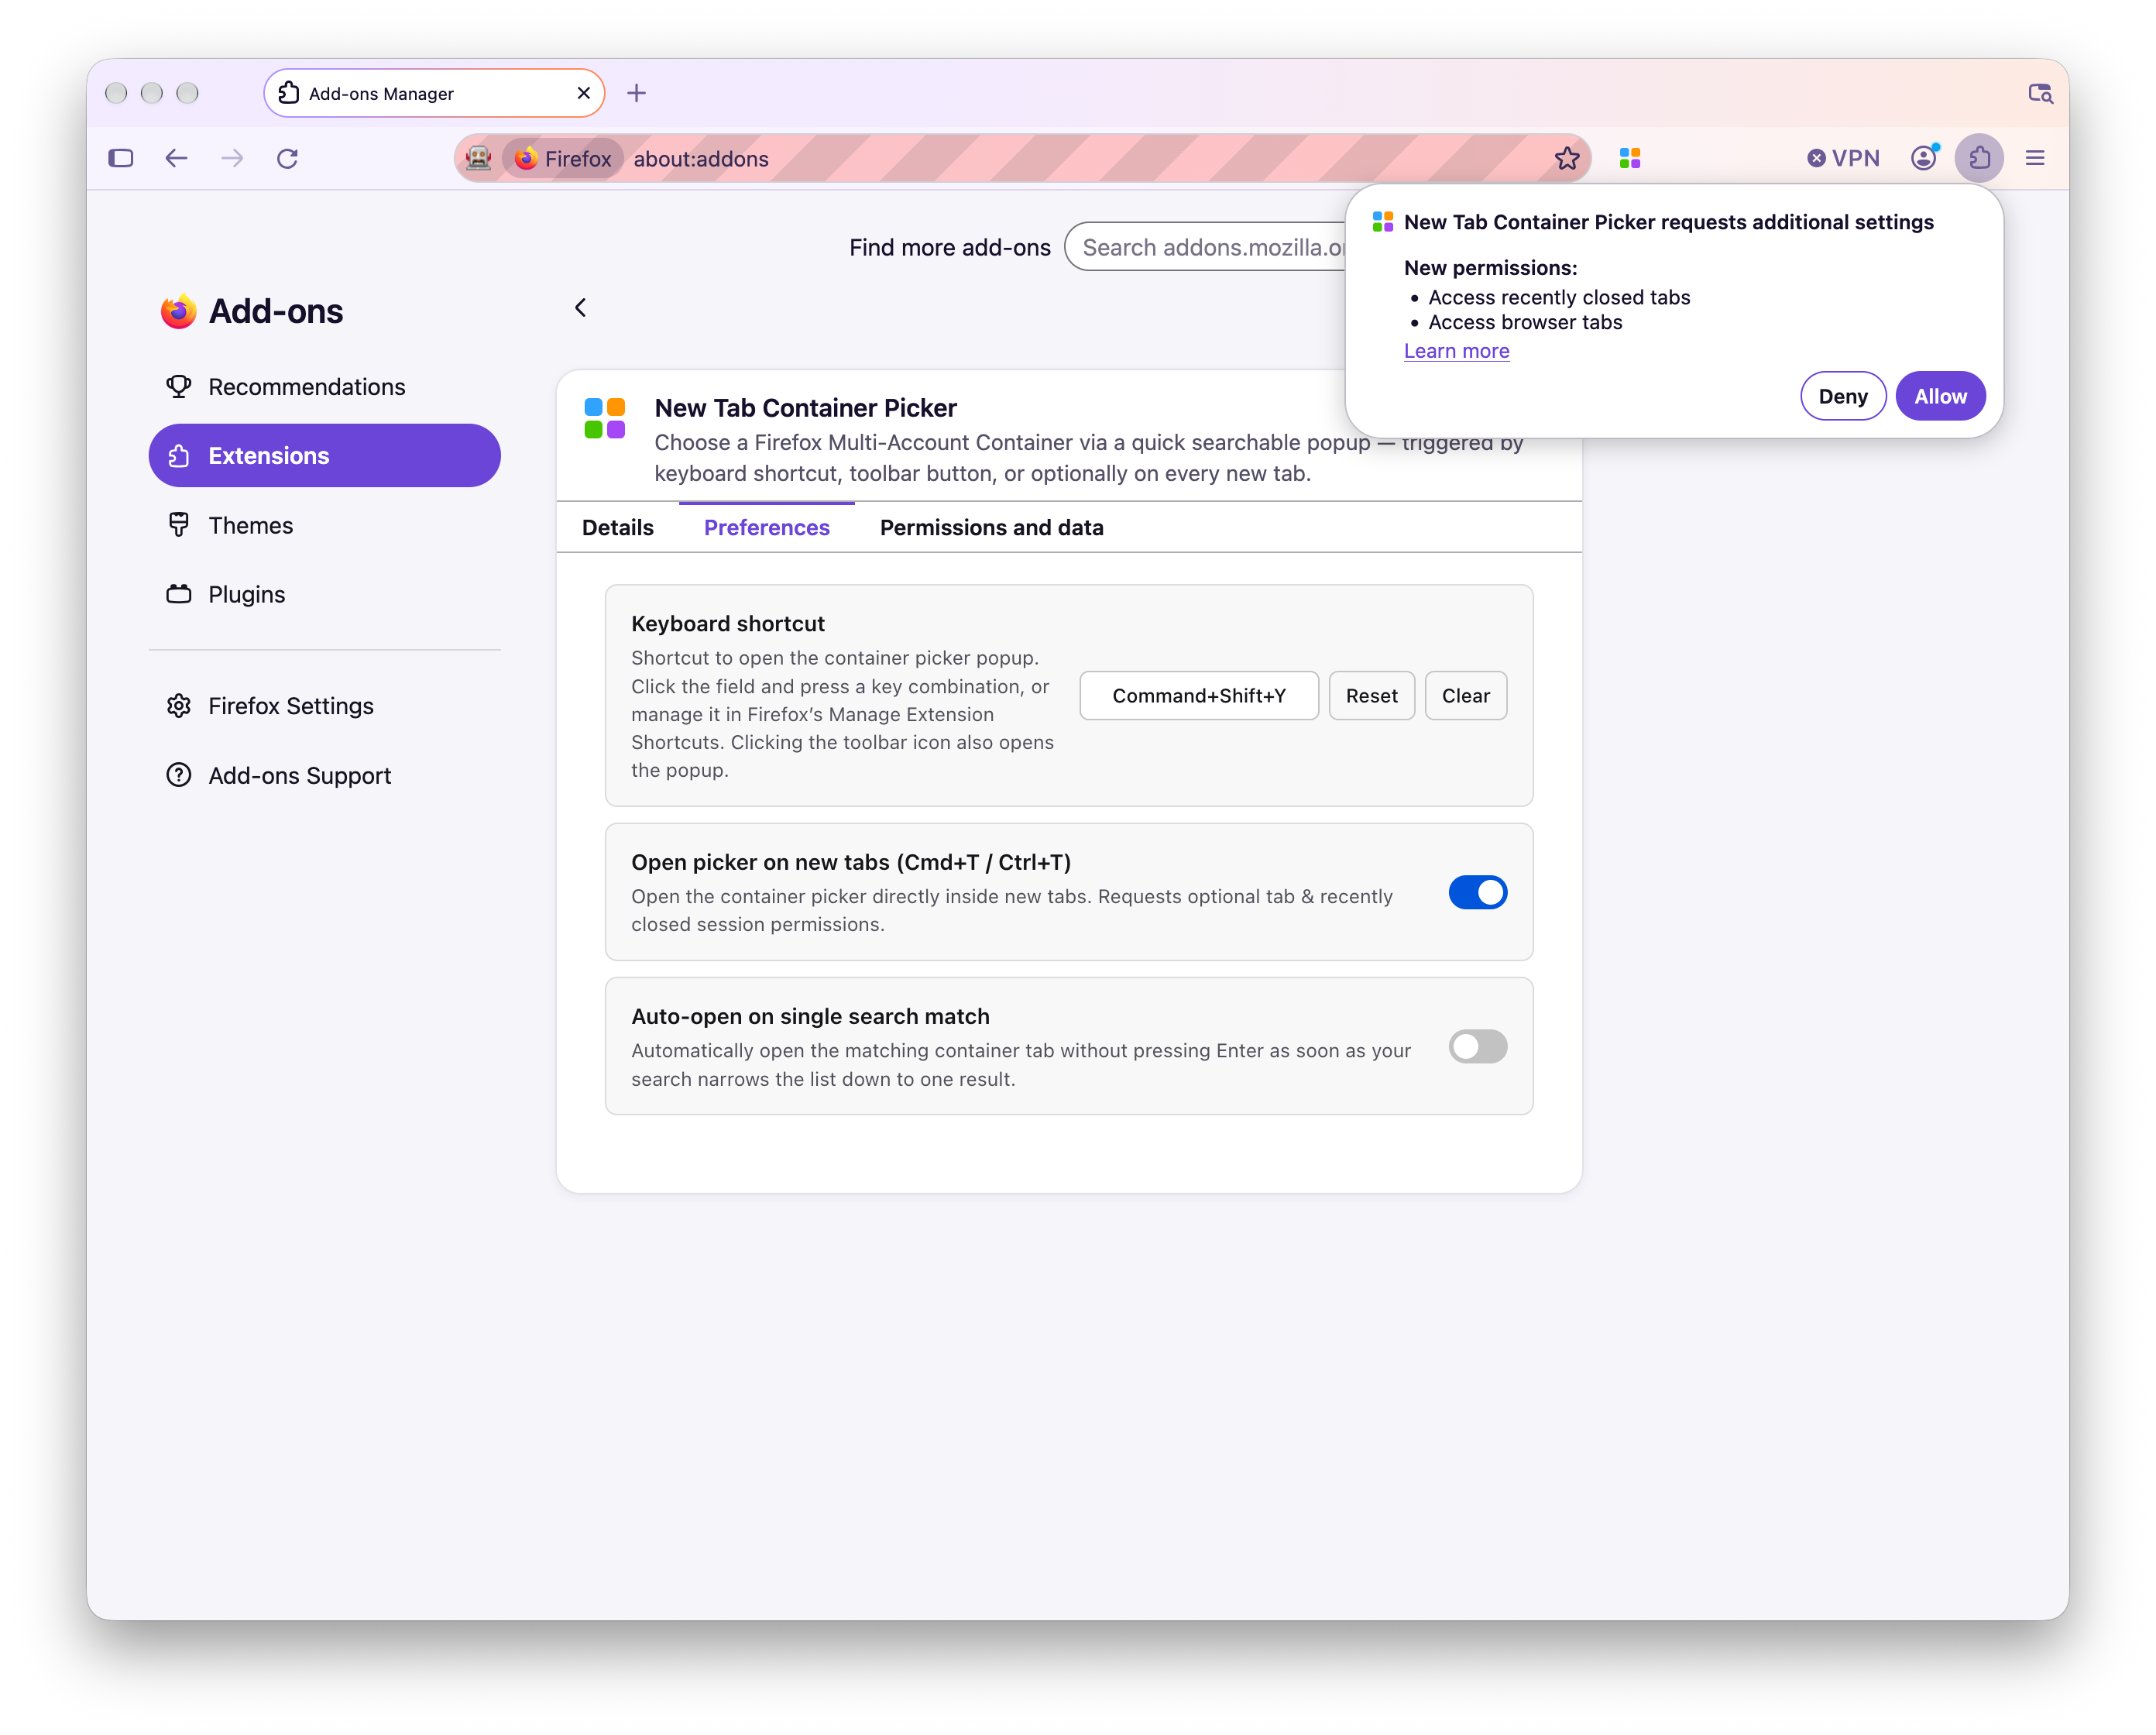 Add-ons Manager
Firefox
about:addons
VPN
New Tab Container Picker requests additional settings
New permissions:
• Access recently closed tabs
• Access browser tabs
Learn more
Deny
Allow
Find more add-ons
Search addons.mozilla.or
Add-ons
Recommendations
Extensions
Themes
Plugins
Firefox Settings
Add-ons Support
New Tab Container Picker
Choose a Firefox Multi-Account Container via a quick searchable popup — triggered by
keyboard shortcut, toolbar button, or optionally on every new tab.
Details
Preferences
Permissions and data
Keyboard shortcut
Shortcut to open the container picker popup.
Click the field and press a key combination, or
manage it in Firefox’s Manage Extension
Shortcuts. Clicking the toolbar icon also opens
the popup.
Command+Shift+Y
Reset
Clear
Open picker on new tabs (Cmd+T / Ctrl+T)
Open the container picker directly inside new tabs. Requests optional tab & recently
closed session permissions.
Auto-open on single search match
Automatically open the matching container tab without pressing Enter as soon as your
search narrows the list down to one result.